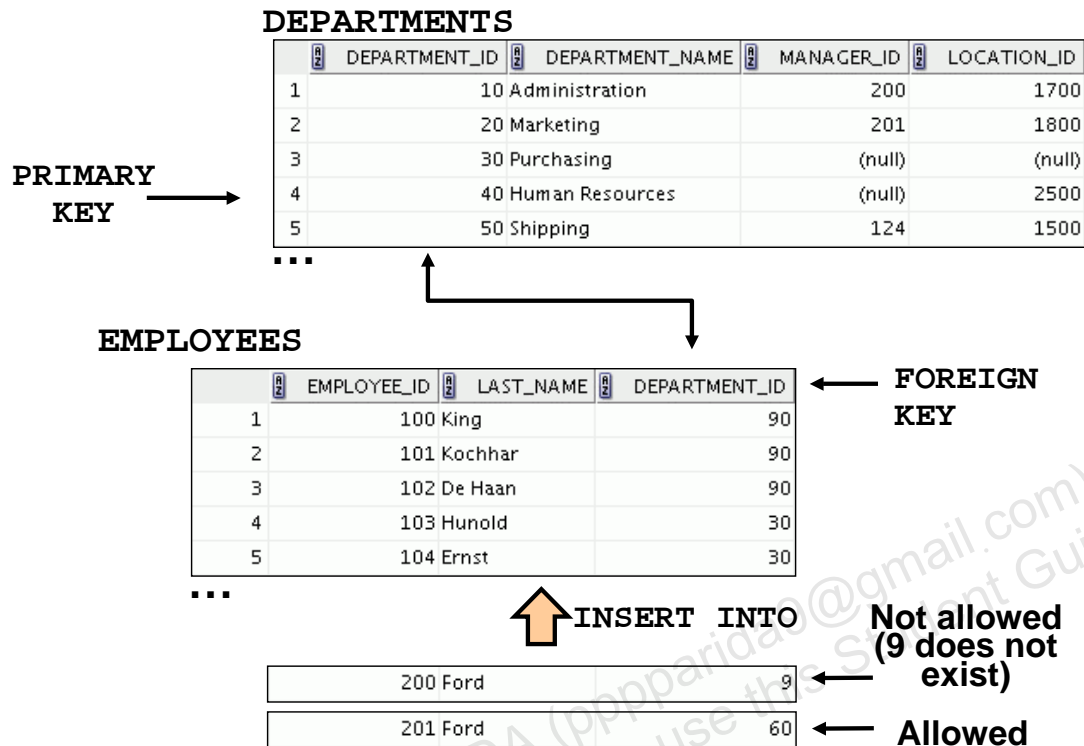 DEPARTMENTS
DEPARTMENT_ID DEPARTMENT_NAME MANAGER_ID LOCATION_ID
1 10 Administration 200 1700
2 20 Marketing 201 1800
3 30 Purchasing (null) (null)
4 40 Human Resources (null) 2500
5 50 Shipping 124 1500
...
PRIMARY
KEY
EMPLOYEES
EMPLOYEE_ID LAST_NAME DEPARTMENT_ID
1 100 King 90
2 101 Kochhar 90
3 102 De Haan 90
4 103 Hunold 30
5 104 Ernst 30
...
FOREIGN
KEY
INSERT INTO
Not allowed
(9 does not
exist)
200 Ford 9
201 Ford 60
Allowed